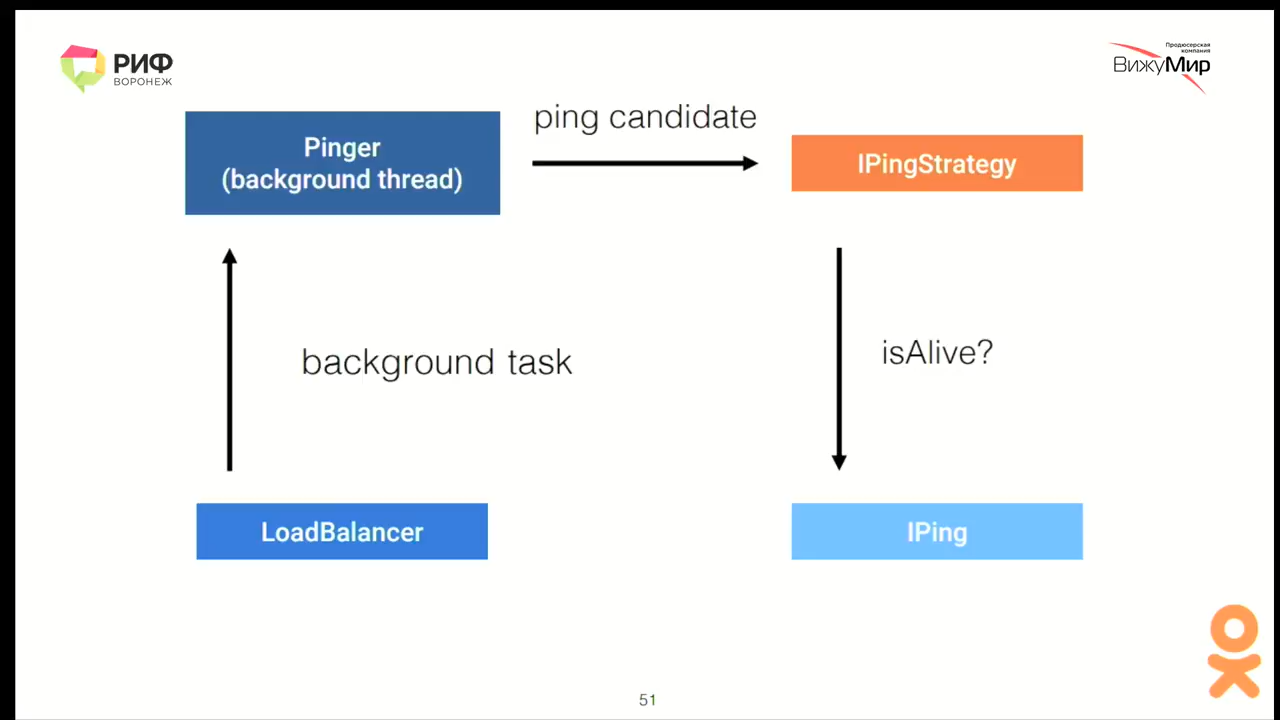 РИФ
ВОРОНЕЖ
Продюсерская
компания
ВижуМир
ping candidate
Pinger
(background thread)
IPingStrategy
background task
isAlive?
LoadBalancer
IPing
51